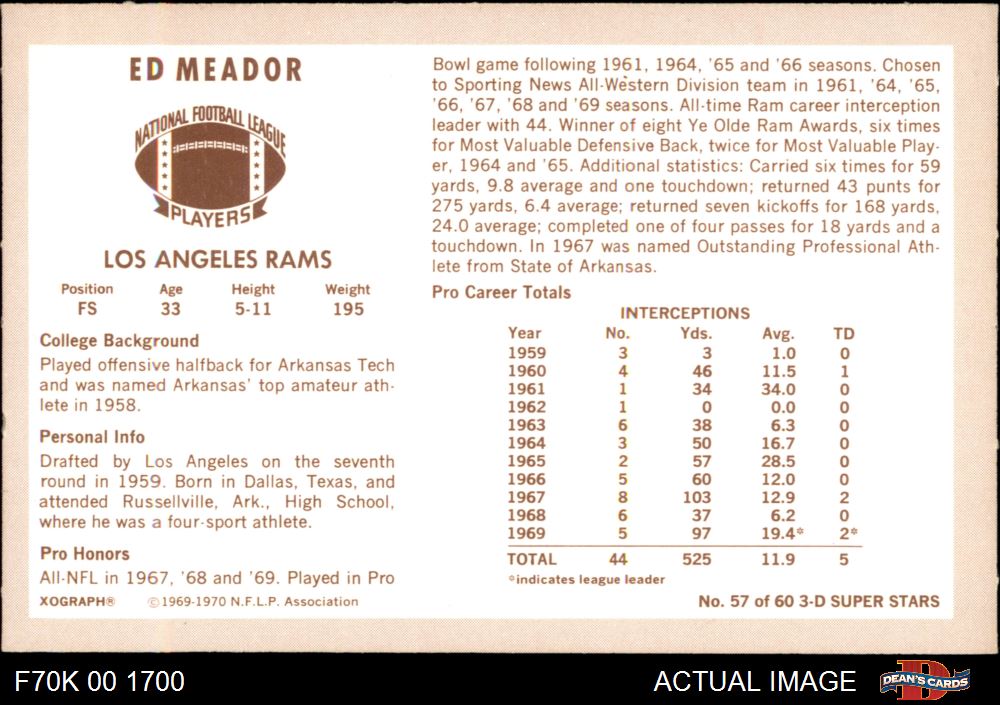 ED MEADOR
NATIONAL FOOTBALL LEAGUE
PLAYERS
LOS ANGELES RAMS
Position Age Height Weight
FS 33 5-11 195
College Background
Played offensive halfback for Arkansas Tech
and was named Arkansas' top amateur ath-
lete in 1958.
Personal Info
Drafted by Los Angeles on the seventh
round in 1959. Born in Dallas, Texas, and
attended Russellville, Ark., High School,
where he was a four-sport athlete.
Pro Honors
All-NFL in 1967, '68 and '69. Played in Pro
XOGRAPH® ©1969-1970 N.F.L.P. Association
Bowl game following 1961, 1964, '65 and '66 seasons. Chosen
to Sporting News All-Western Division team in 1961, '64, '65,
'66, '67, '68 and '69 seasons. All-time Ram career interception
leader with 44. Winner of eight Ye Olde Ram Awards, six times
for Most Valuable Defensive Back, twice for Most Valuable Play-
er, 1964 and '65. Additional statistics: Carried six times for 59
yards, 9.8 average and one touchdown; returned 43 punts for
275 yards, 6.4 average; returned seven kickoffs for 168 yards,
24.0 average; completed one of four passes for 18 yards and a
touchdown. In 1967 was named Outstanding Professional Ath-
lete from State of Arkansas.
Pro Career Totals
INTERCEPTIONS
Year No. Yds. Avg. TD
1959 3 3 1.0 0
1960 4 46 11.5 1
1961 1 34 34.0 0
1962 1 0 0.0 0
1963 6 38 6.3 0
1964 3 50 16.7 0
1965 2 57 28.5 0
1966 5 60 12.0 0
1967 8 103 12.9 2
1968 6 37 6.2 0
1969 5 97 19.4* 2*
TOTAL 44 525 11.9 5
*indicates league leader
No. 57 of 60 3-D SUPER STARS
F70K 00 1700
ACTUAL IMAGE
D
DEAN'S CARDS